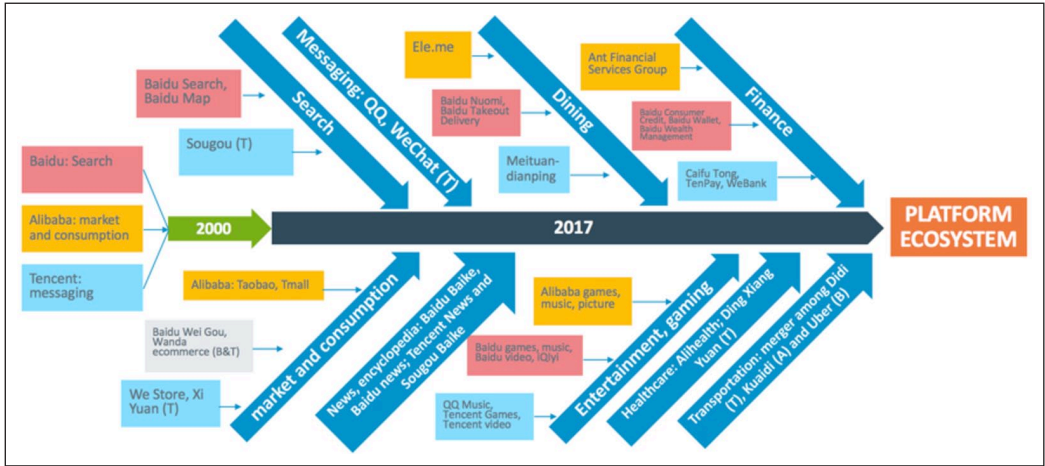 Baidu: Search
Alibaba: market
and consumption
Tencent:
messaging
2000
2017
PLATFORM
ECOSYSTEM
Baidu Search,
Baidu Map
Sougou (T)
Search
Messaging: QQ, WeChat (T)
Ele.me
Baidu Nuomi,
Baidu Takeout
Delivery
Meituan-
dianping
Dining
Ant Financial
Services Group
Baidu Consumer
Credit, Baidu Wallet,
Baidu Wealth
Management
Caifu Tong,
TenPay, WeBank
Finance
Alibaba: Taobao, Tmall
Baidu Wei Gou,
Wanda
ecommerce (B&T)
We Store, Xi
Yuan (T)
market and consumption
News, encyclopedia: Baidu Baike,
Baidu news; Tencent News and
Sougou Baike
Alibaba games,
music, picture
Baidu games, music,
Baidu video, iQIyi
QQ Music,
Tencent Games,
Tencent video
Entertainment, gaming
Healthcare: Alihealth; Ding Xiang
Yuan (T)
Transportation: merger among Didi
(T), Kuaidi (A) and Uber (B)